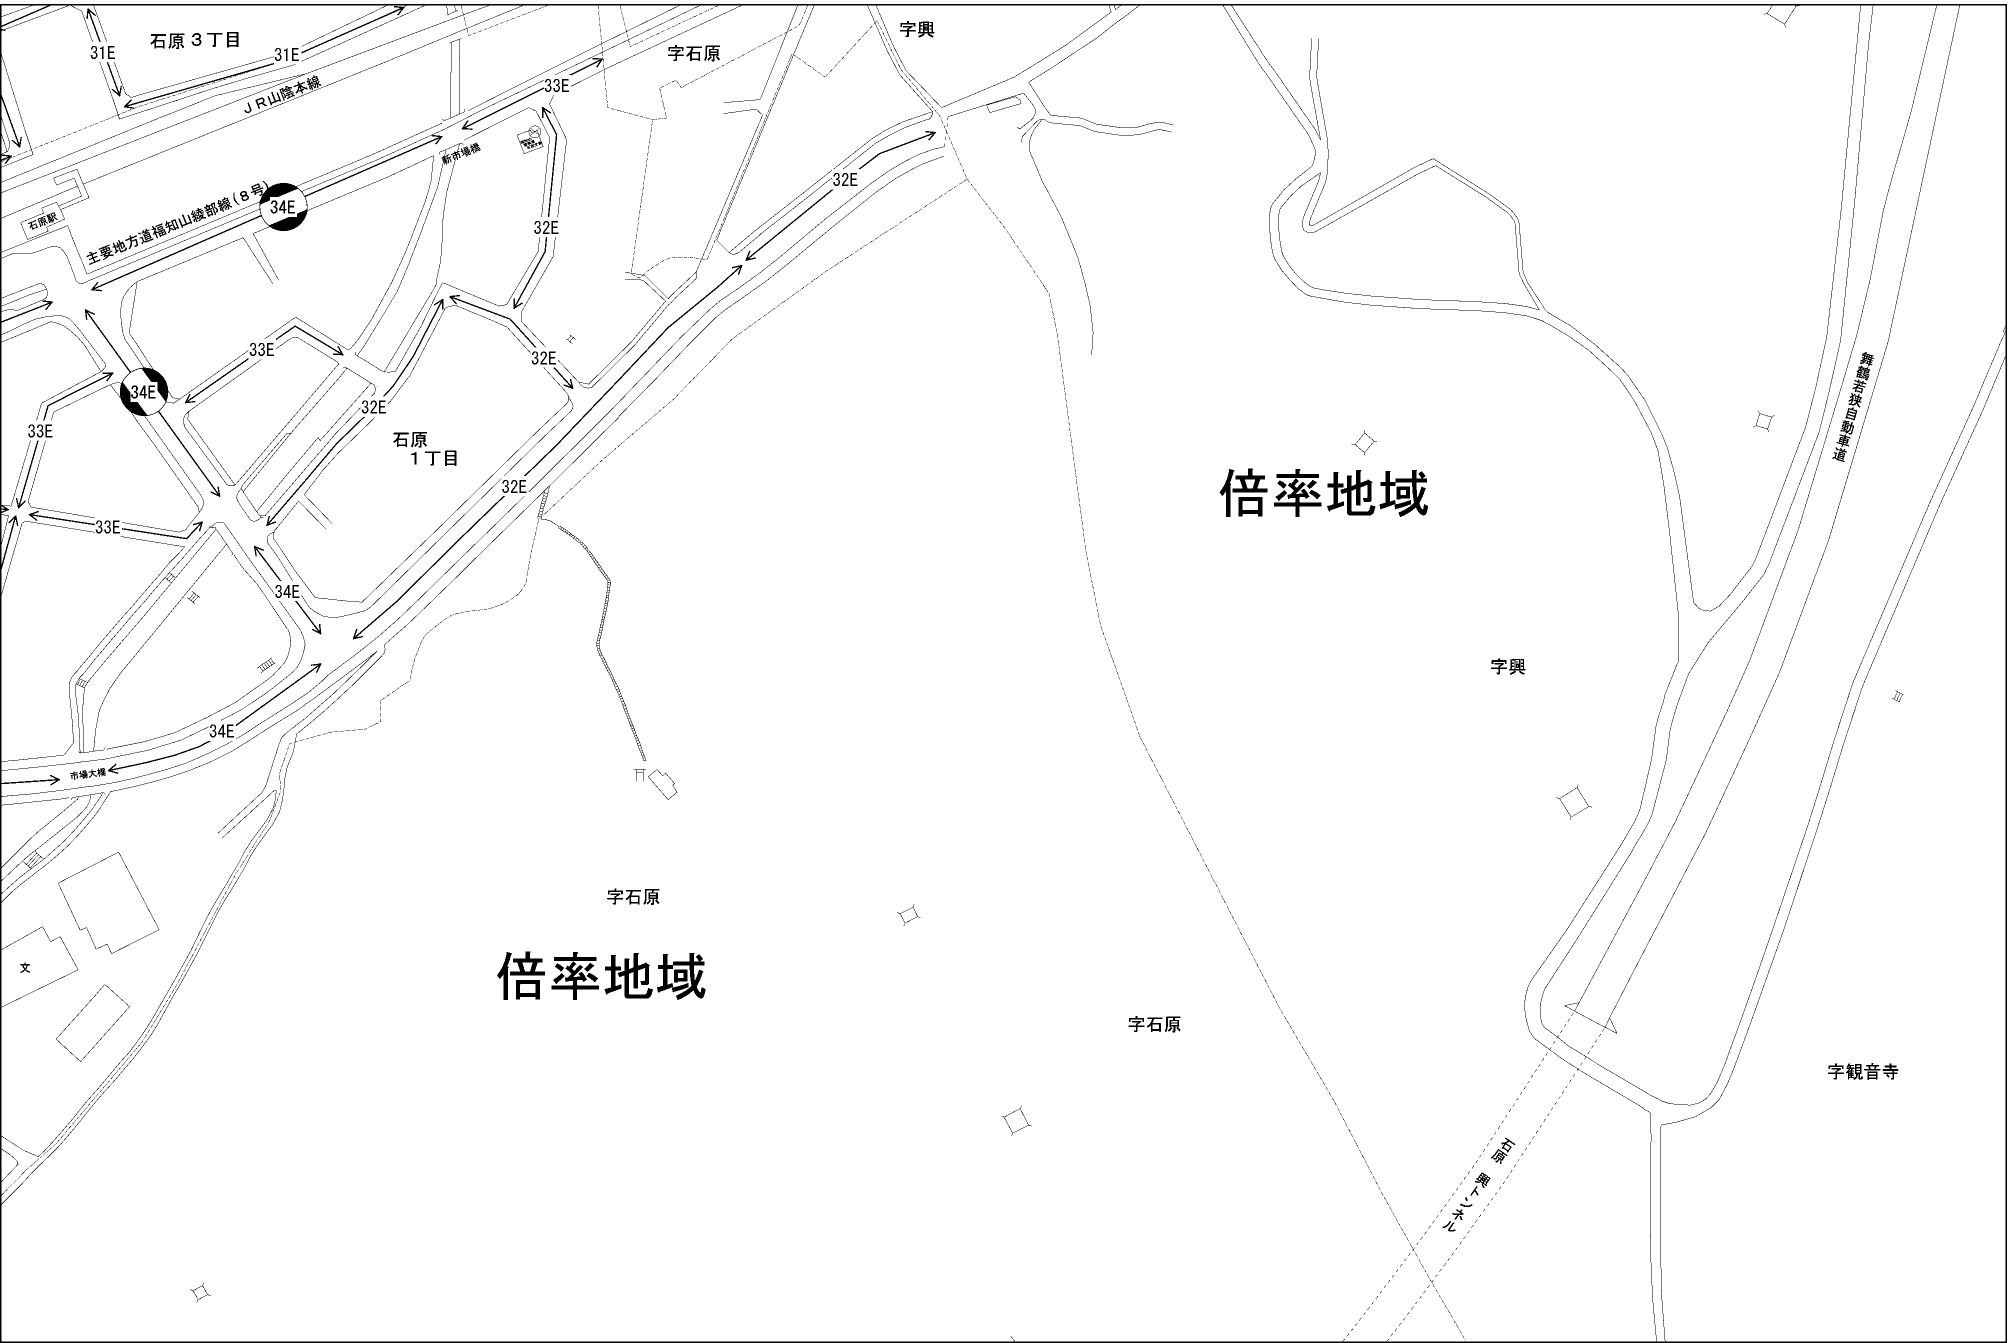 字興
石原３丁目
31E
31E
字石原
33E
ＪＲ山陰本線
新市場橋
32E
34E
主要地方道福知山綾部線（８号）
石原駅
32E
33E
32E
舞鶴若狭自動車道
34E
32E
33E
石原
１丁目
32E
倍率地域
33E
34E
字興
34E
市場大橋
字石原
文
倍率地域
字石原
字観音寺
石原　興トンネル